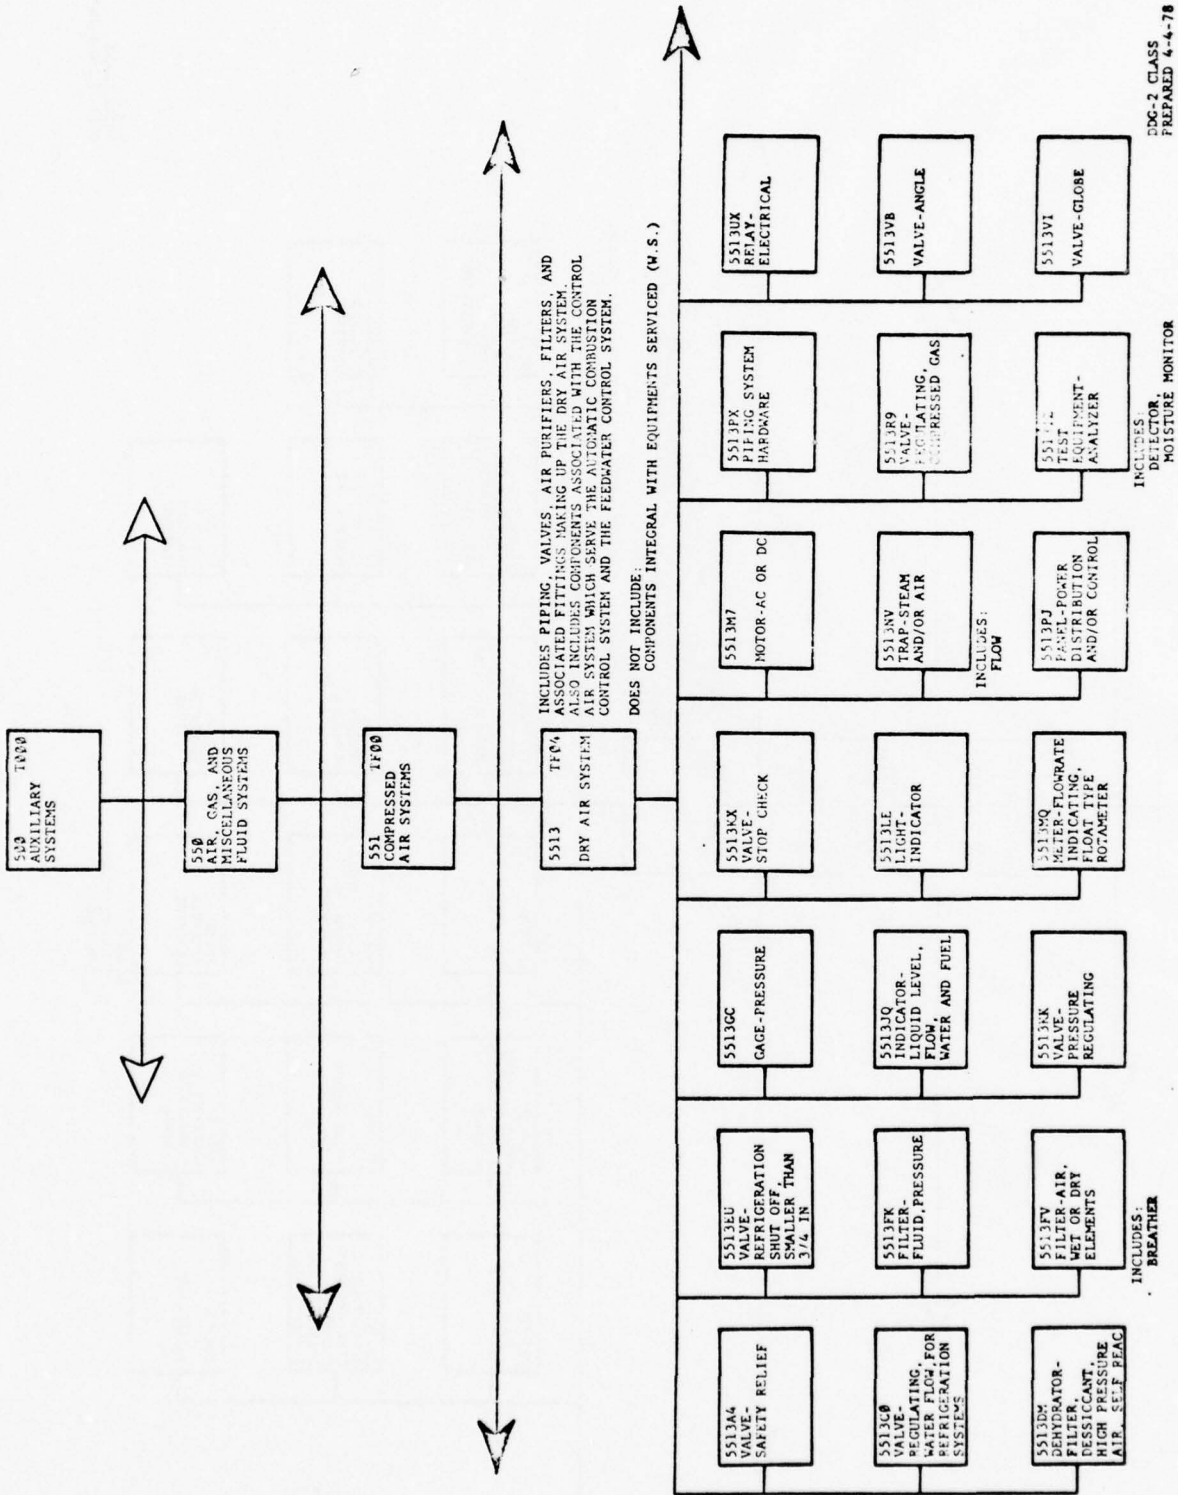 500 T000
AUXILIARY
SYSTEMS
550
AIR, GAS, AND
MISCELLANEOUS
FLUID SYSTEMS
551 TF00
COMPRESSED
AIR SYSTEMS
5513 TF04
DRY AIR SYSTEM
INCLUDES PIPING, VALVES, AIR PURIFIERS, FILTERS, AND
ASSOCIATED FITTINGS MAKING UP THE DRY AIR SYSTEM.
ALSO INCLUDES COMPONENTS ASSOCIATED WITH THE CONTROL
AIR SYSTEM WHICH SERVE THE AUTOMATIC COMBUSTION
CONTROL SYSTEM AND THE FEEDWATER CONTROL SYSTEM.
DOES NOT INCLUDE:
COMPONENTS INTEGRAL WITH EQUIPMENTS SERVICED (W.S.)
5513A4
VALVE-
SAFETY RELIEF
5513C0
VALVE-
REGULATING,
WATER FLOW,FOR
REFRIGERATION
SYSTEMS
5513DM
DEHYDRATOR-
FILTER,
DESSICCANT,
HIGH PRESSURE
AIR, SELF REAC
5513EU
VALVE-
REFRIGERATION
SHUT OFF,
SMALLER THAN
3/4 IN
5513FK
FILTER-
FLUID,PRESSURE
5513FV
FILTER-AIR,
WET OR DRY
ELEMENTS
INCLUDES:
BREATHER
5513GC
GAGE-PRESSURE
5513JQ
INDICATOR-
LIQUID LEVEL,
FLOW,
WATER AND FUEL
5513KK
VALVE-
PRESSURE
REGULATING
5513KX
VALVE-
STOP CHECK
5513LE
LIGHT-
INDICATOR
5513MQ
METER-FLOWRATE
INDICATING,
FLOAT TYPE
ROTAMETER
5513M7
MOTOR-AC OR DC
5513NV
TRAP-STEAM
AND/OR AIR
INCLUDES:
FLOW
5513PJ
PANEL-POWER
DISTRIBUTION
AND/OR CONTROL
5513PX
PIPING SYSTEM
HARDWARE
5513R9
VALVE-
REGULATING,
COMPRESSED GAS
TEST
EQUIPMENT-
ANALYZER
INCLUDES:
DETECTOR,
MOISTURE MONITOR
5513UX
RELAY-
ELECTRICAL
5513VB
VALVE-ANGLE
5513VI
VALVE-GLOBE
DDG-2 CLASS
PREPARED 4-4-78